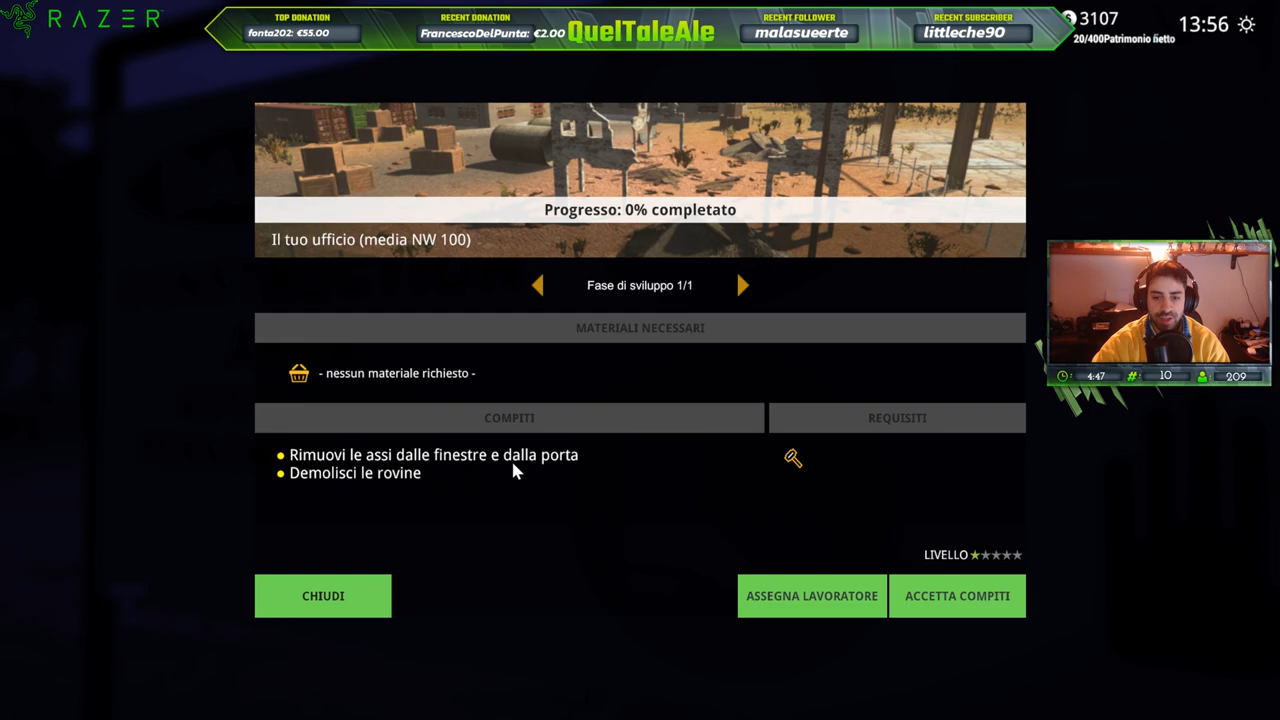 RAZER
TOP DONATION
fonta202: €55.00
RECENT DONATION
FrancescoDelPunta: €2.00
QuelTaleAle
RECENT FOLLOWER
malasueerte
RECENT SUBSCRIBER
littleche90
3107
20/400Patrimonio netto
13:56
Progresso: 0% completato
Il tuo ufficio (media NW 100)
Fase di sviluppo 1/1
MATERIALI NECESSARI
- nessun materiale richiesto -
COMPITI
REQUISITI
Rimuovi le assi dalle finestre e dalla porta
Demolisci le rovine
4:47
#: 10
209
LIVELLO
CHIUDI
ASSEGNA LAVORATORE
ACCETTA COMPITI